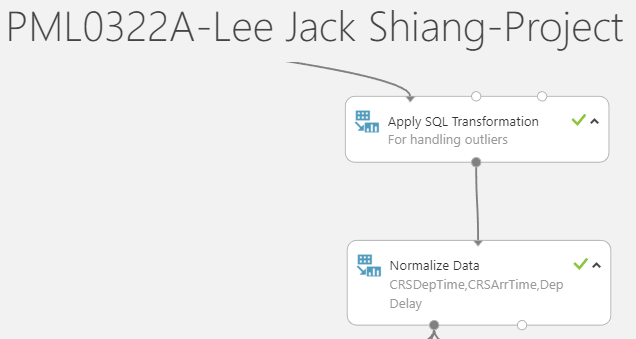 PML0322A-Lee Jack Shiang-Project
Apply SQL Transformation
For handling outliers
Normalize Data
CRSDepTime,CRSArrTime,Dep
Delay